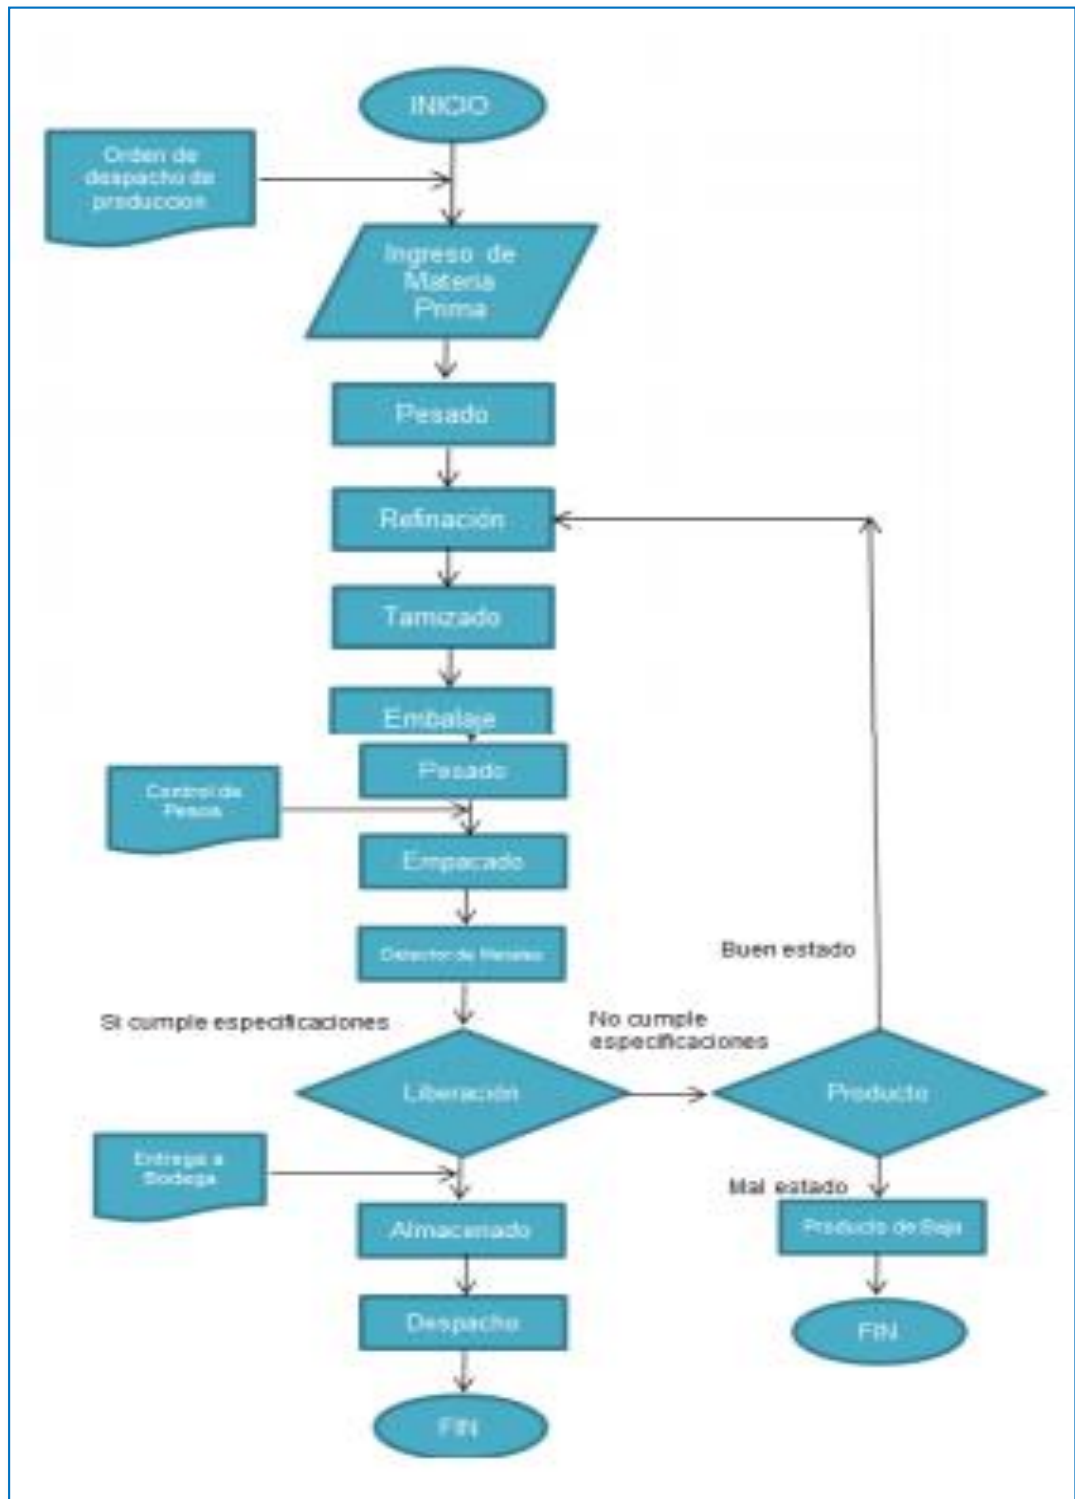 INICIO
Orden de
despacho de
produccion
Ingreso de
Materia
Prima
Pesado
Refinación
Tamizado
Embalaje
Pesado
Control de
Pesos
Empacado
Detector de Metales
Buen estado
Si cumple especificaciones
No cumple
especificaciones
Liberación
Producto
Entrega a
Bodega
Mal estado
Almacenado
Producto de Baja
Despacho
FIN
FIN